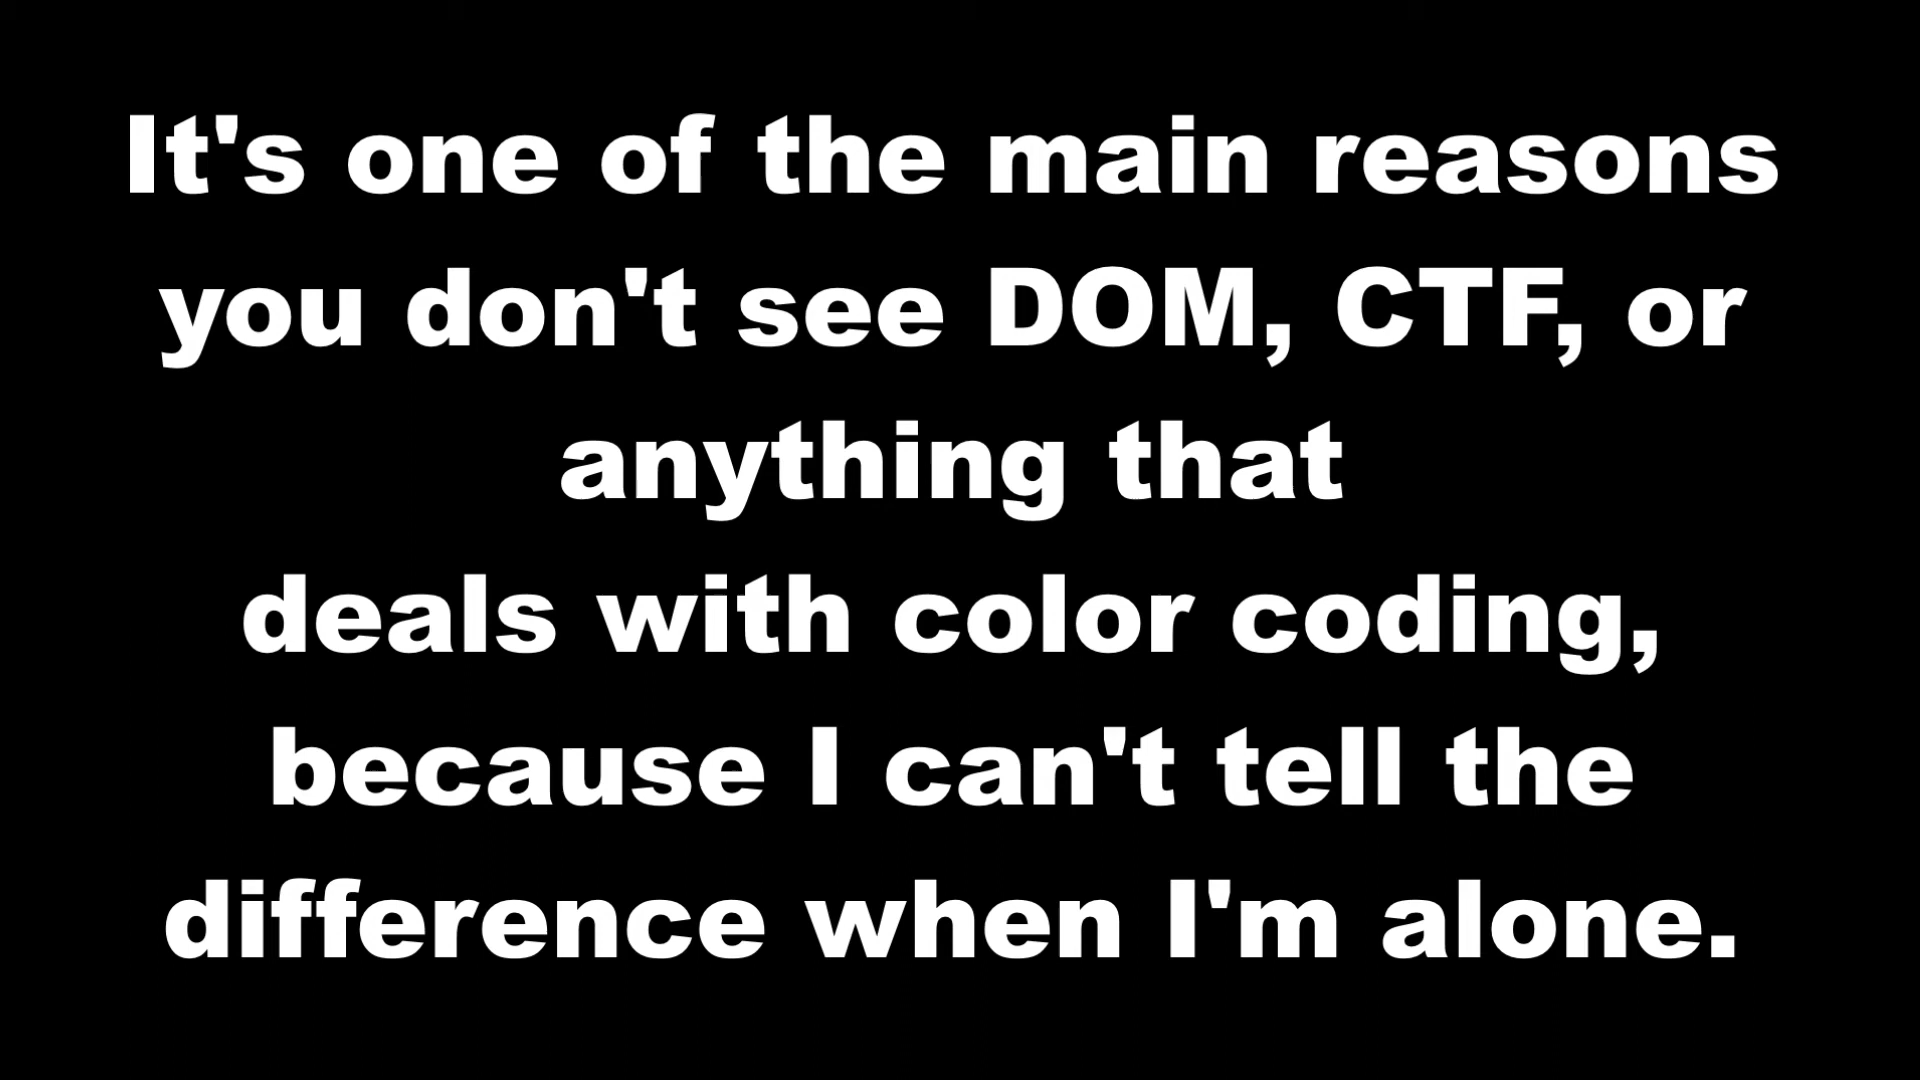 It's one of the main reasons
you don't see DOM, CTF, or
anything that
deals with color coding,
because I can't tell the
difference when I'm alone.